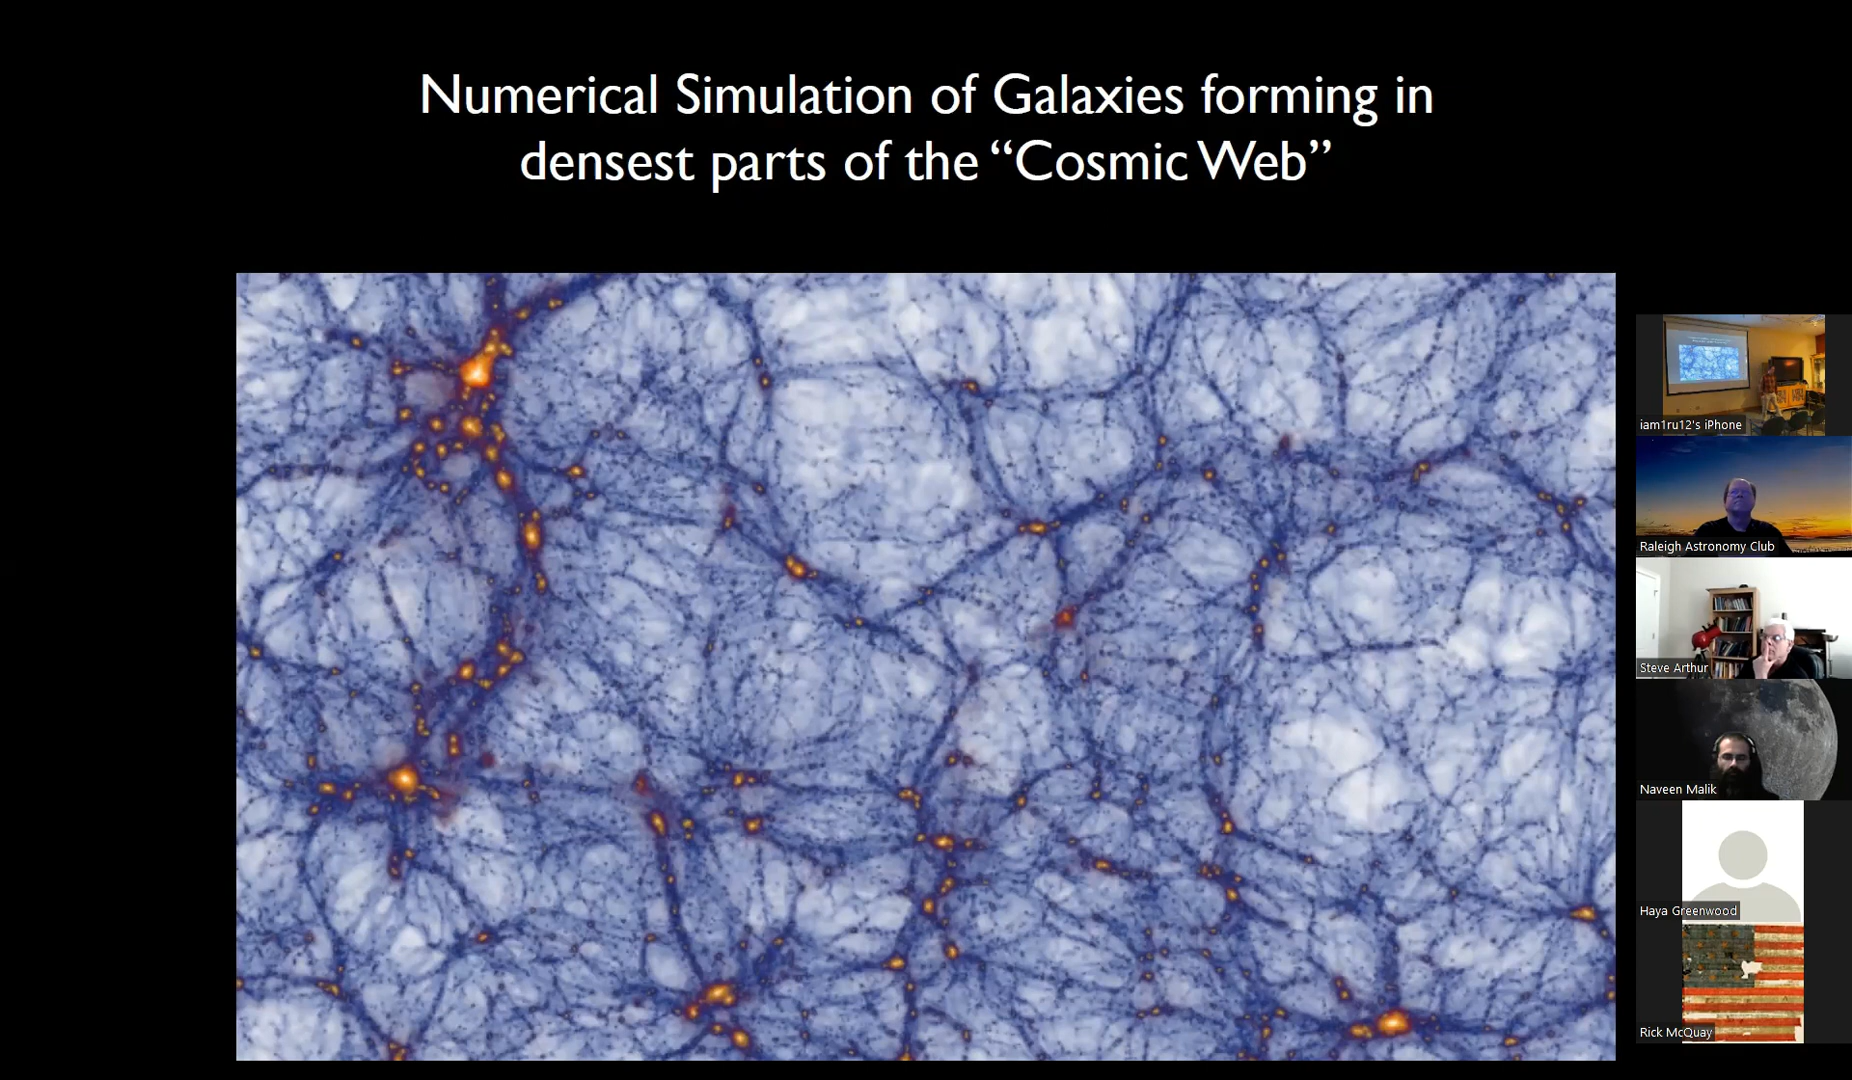 Numerical Simulation of Galaxies forming in
densest parts of the “Cosmic Web”
iam1ru12's iPhone
Raleigh Astronomy Club
Steve Arthur
Naveen Malik
Haya Greenwood
Rick McQuay